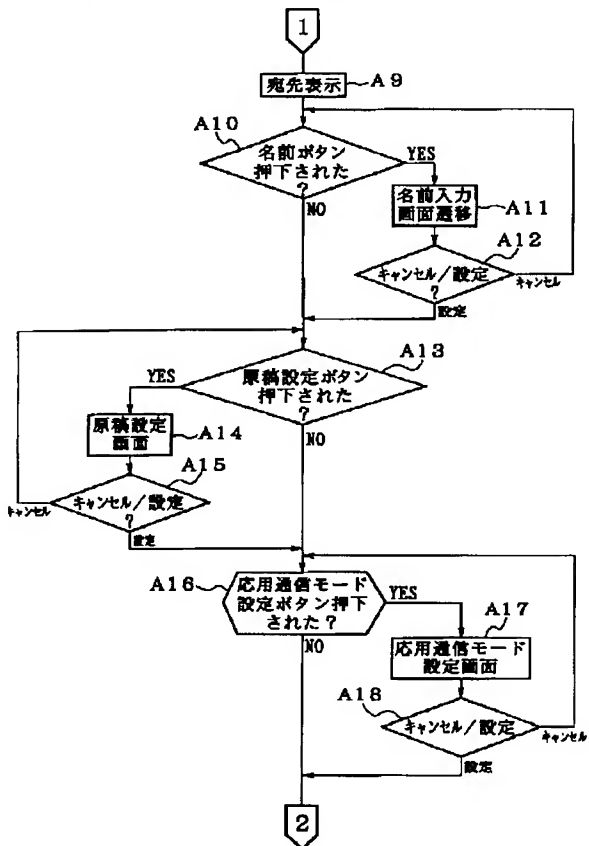 1
宛先表示
A9
A10
名前ボタン
押下された
?
YES
NO
名前入力
画面遷移
A11
A12
キャンセル/設定
?
キャンセル
設定
A13
原稿設定ボタン
押下された
?
YES
NO
原稿設定
画面
A14
A15
キャンセル/設定
?
キャンセル
設定
A16
応用通信モード
設定ボタン押下
された?
YES
NO
A17
応用通信モード
設定画面
A18
キャンセル/設定
?
キャンセル
設定
2